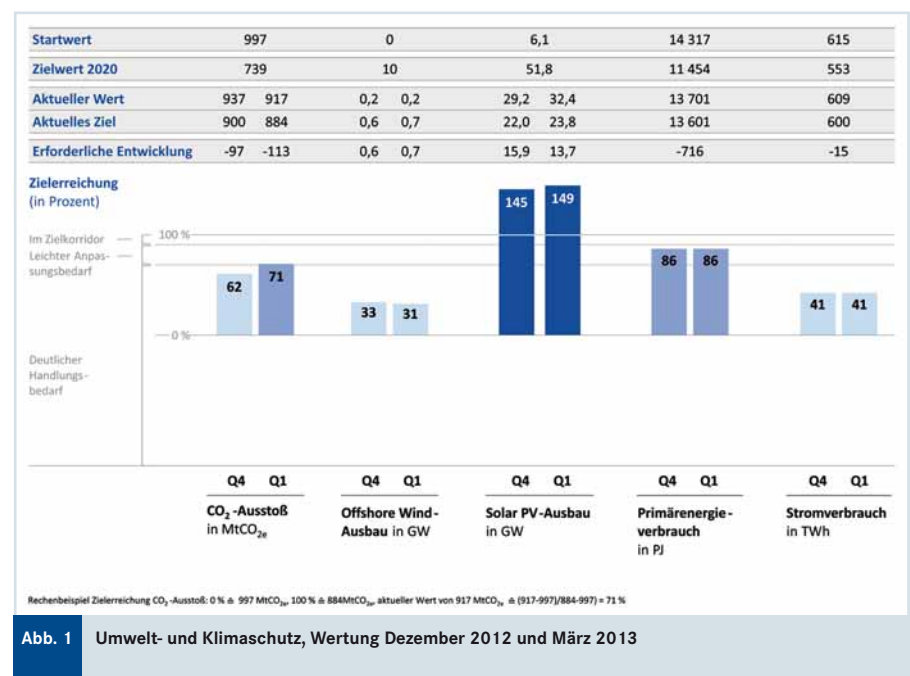 Startwert 997 0 6,1 14 317 615
Zielwert 2020 739 10 51,8 11 454 553
Aktueller Wert 937 917 0,2 0,2 29,2 32,4 13 701 609
Aktuelles Ziel 900 884 0,6 0,7 22,0 23,8 13 601 600
Erforderliche Entwicklung -97 -113 0,6 0,7 15,9 13,7 -716 -15
Zielerreichung
(in Prozent)
Im Zielkorridor
Leichter Anpas-
sungsbedarf
Deutlicher
Handlungs-
bedarf
100 %
0 %
62 71 33 31 145 149 86 86 41 41
Q4 Q1 Q4 Q1 Q4 Q1 Q4 Q1 Q4 Q1
CO₂-Ausstoß
in MtCO₂ₑ
Offshore Wind-
Ausbau in GW
Solar PV-Ausbau
in GW
Primärenergie-
verbrauch
in PJ
Stromverbrauch
in TWh
Rechenbeispiel Zielerreichung CO₂-Ausstoß: 0 % ≙ 997 MtCO₂ₑ, 100 % ≙ 884MtCO₂ₑ, aktueller Wert von 917 MtCO₂ₑ ≙ (917-997)/884-997) = 71 %
Abb. 1 Umwelt- und Klimaschutz, Wertung Dezember 2012 und März 2013